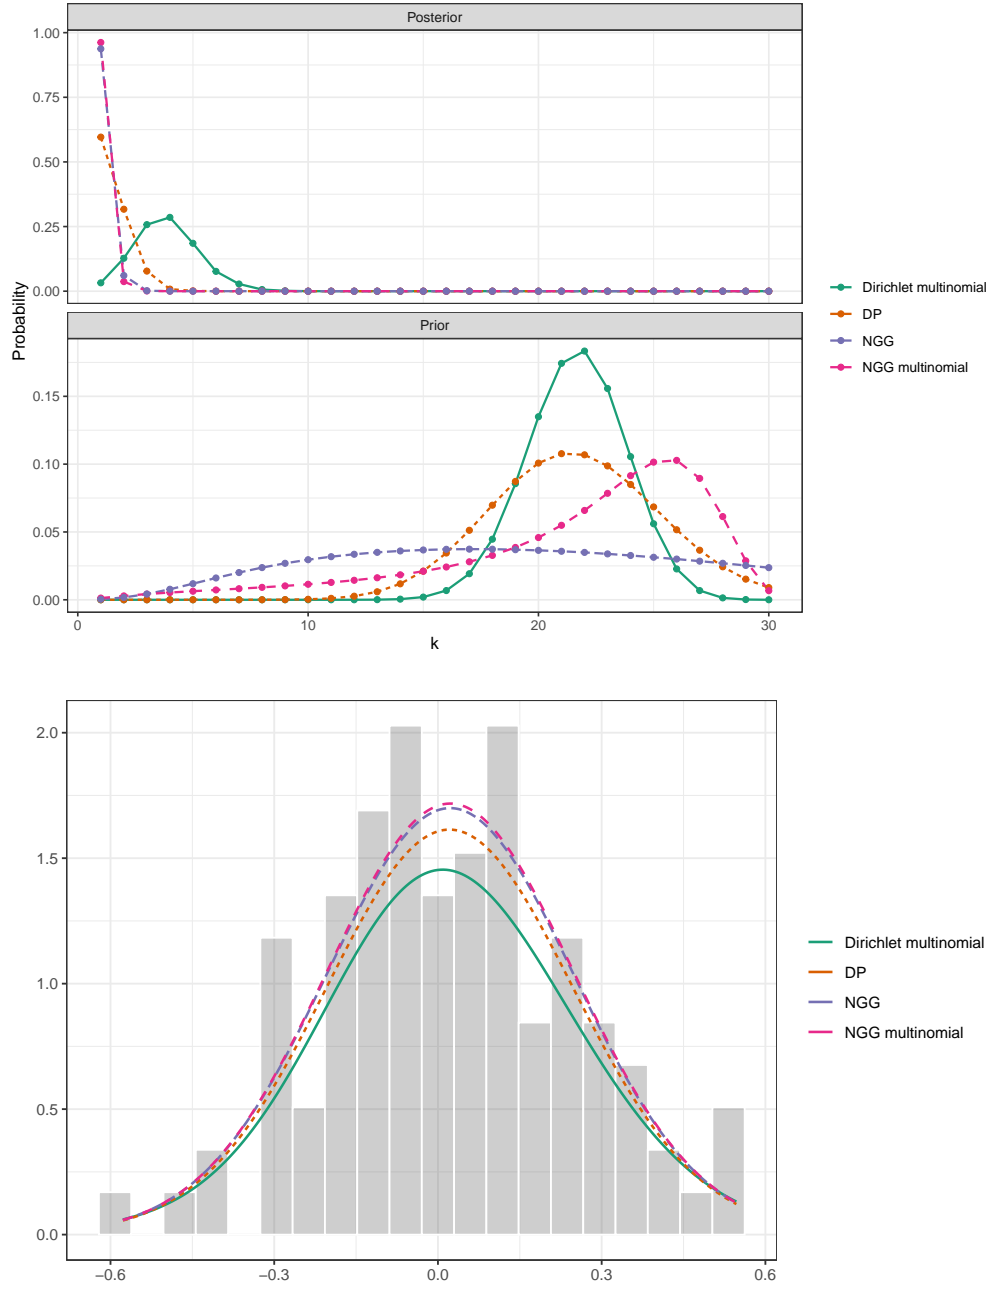 Posterior
1.00
0.75
0.50
0.25
0.00
Probability
Prior
0.15
0.10
0.05
0.00
0
10
20
30
k
Dirichlet multinomial
DP
NGG
NGG multinomial
2.0
1.5
1.0
0.5
0.0
−0.6
−0.3
0.0
0.3
0.6
Dirichlet multinomial
DP
NGG
NGG multinomial